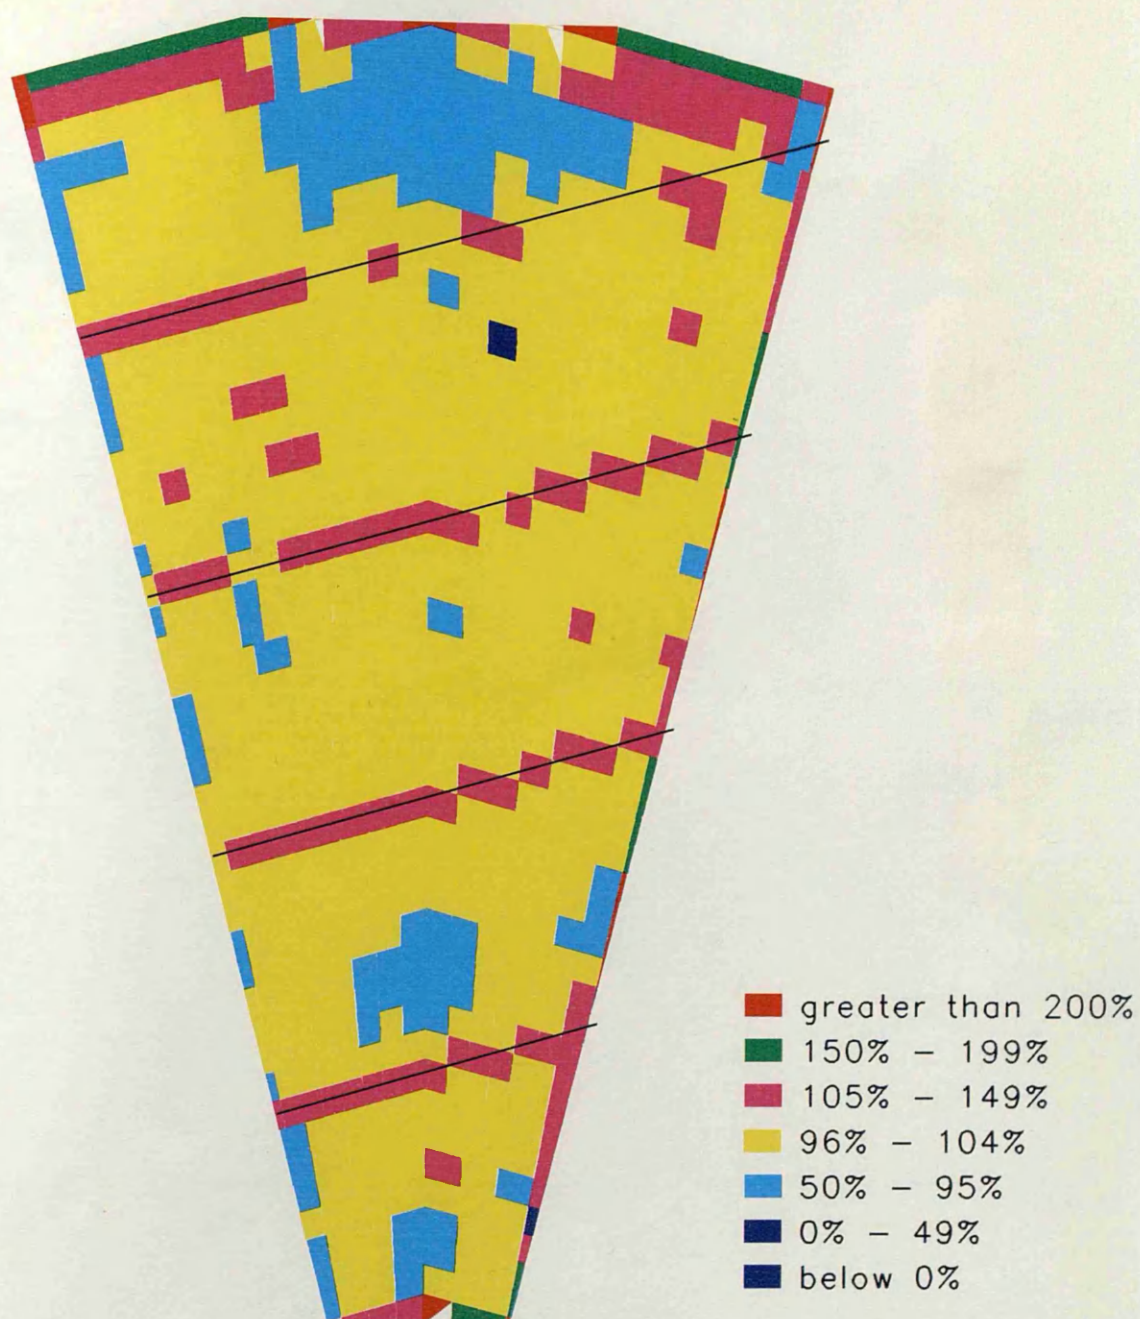 greater than 200%
150% – 199%
105% – 149%
96% – 104%
50% – 95%
0% – 49%
below 0%